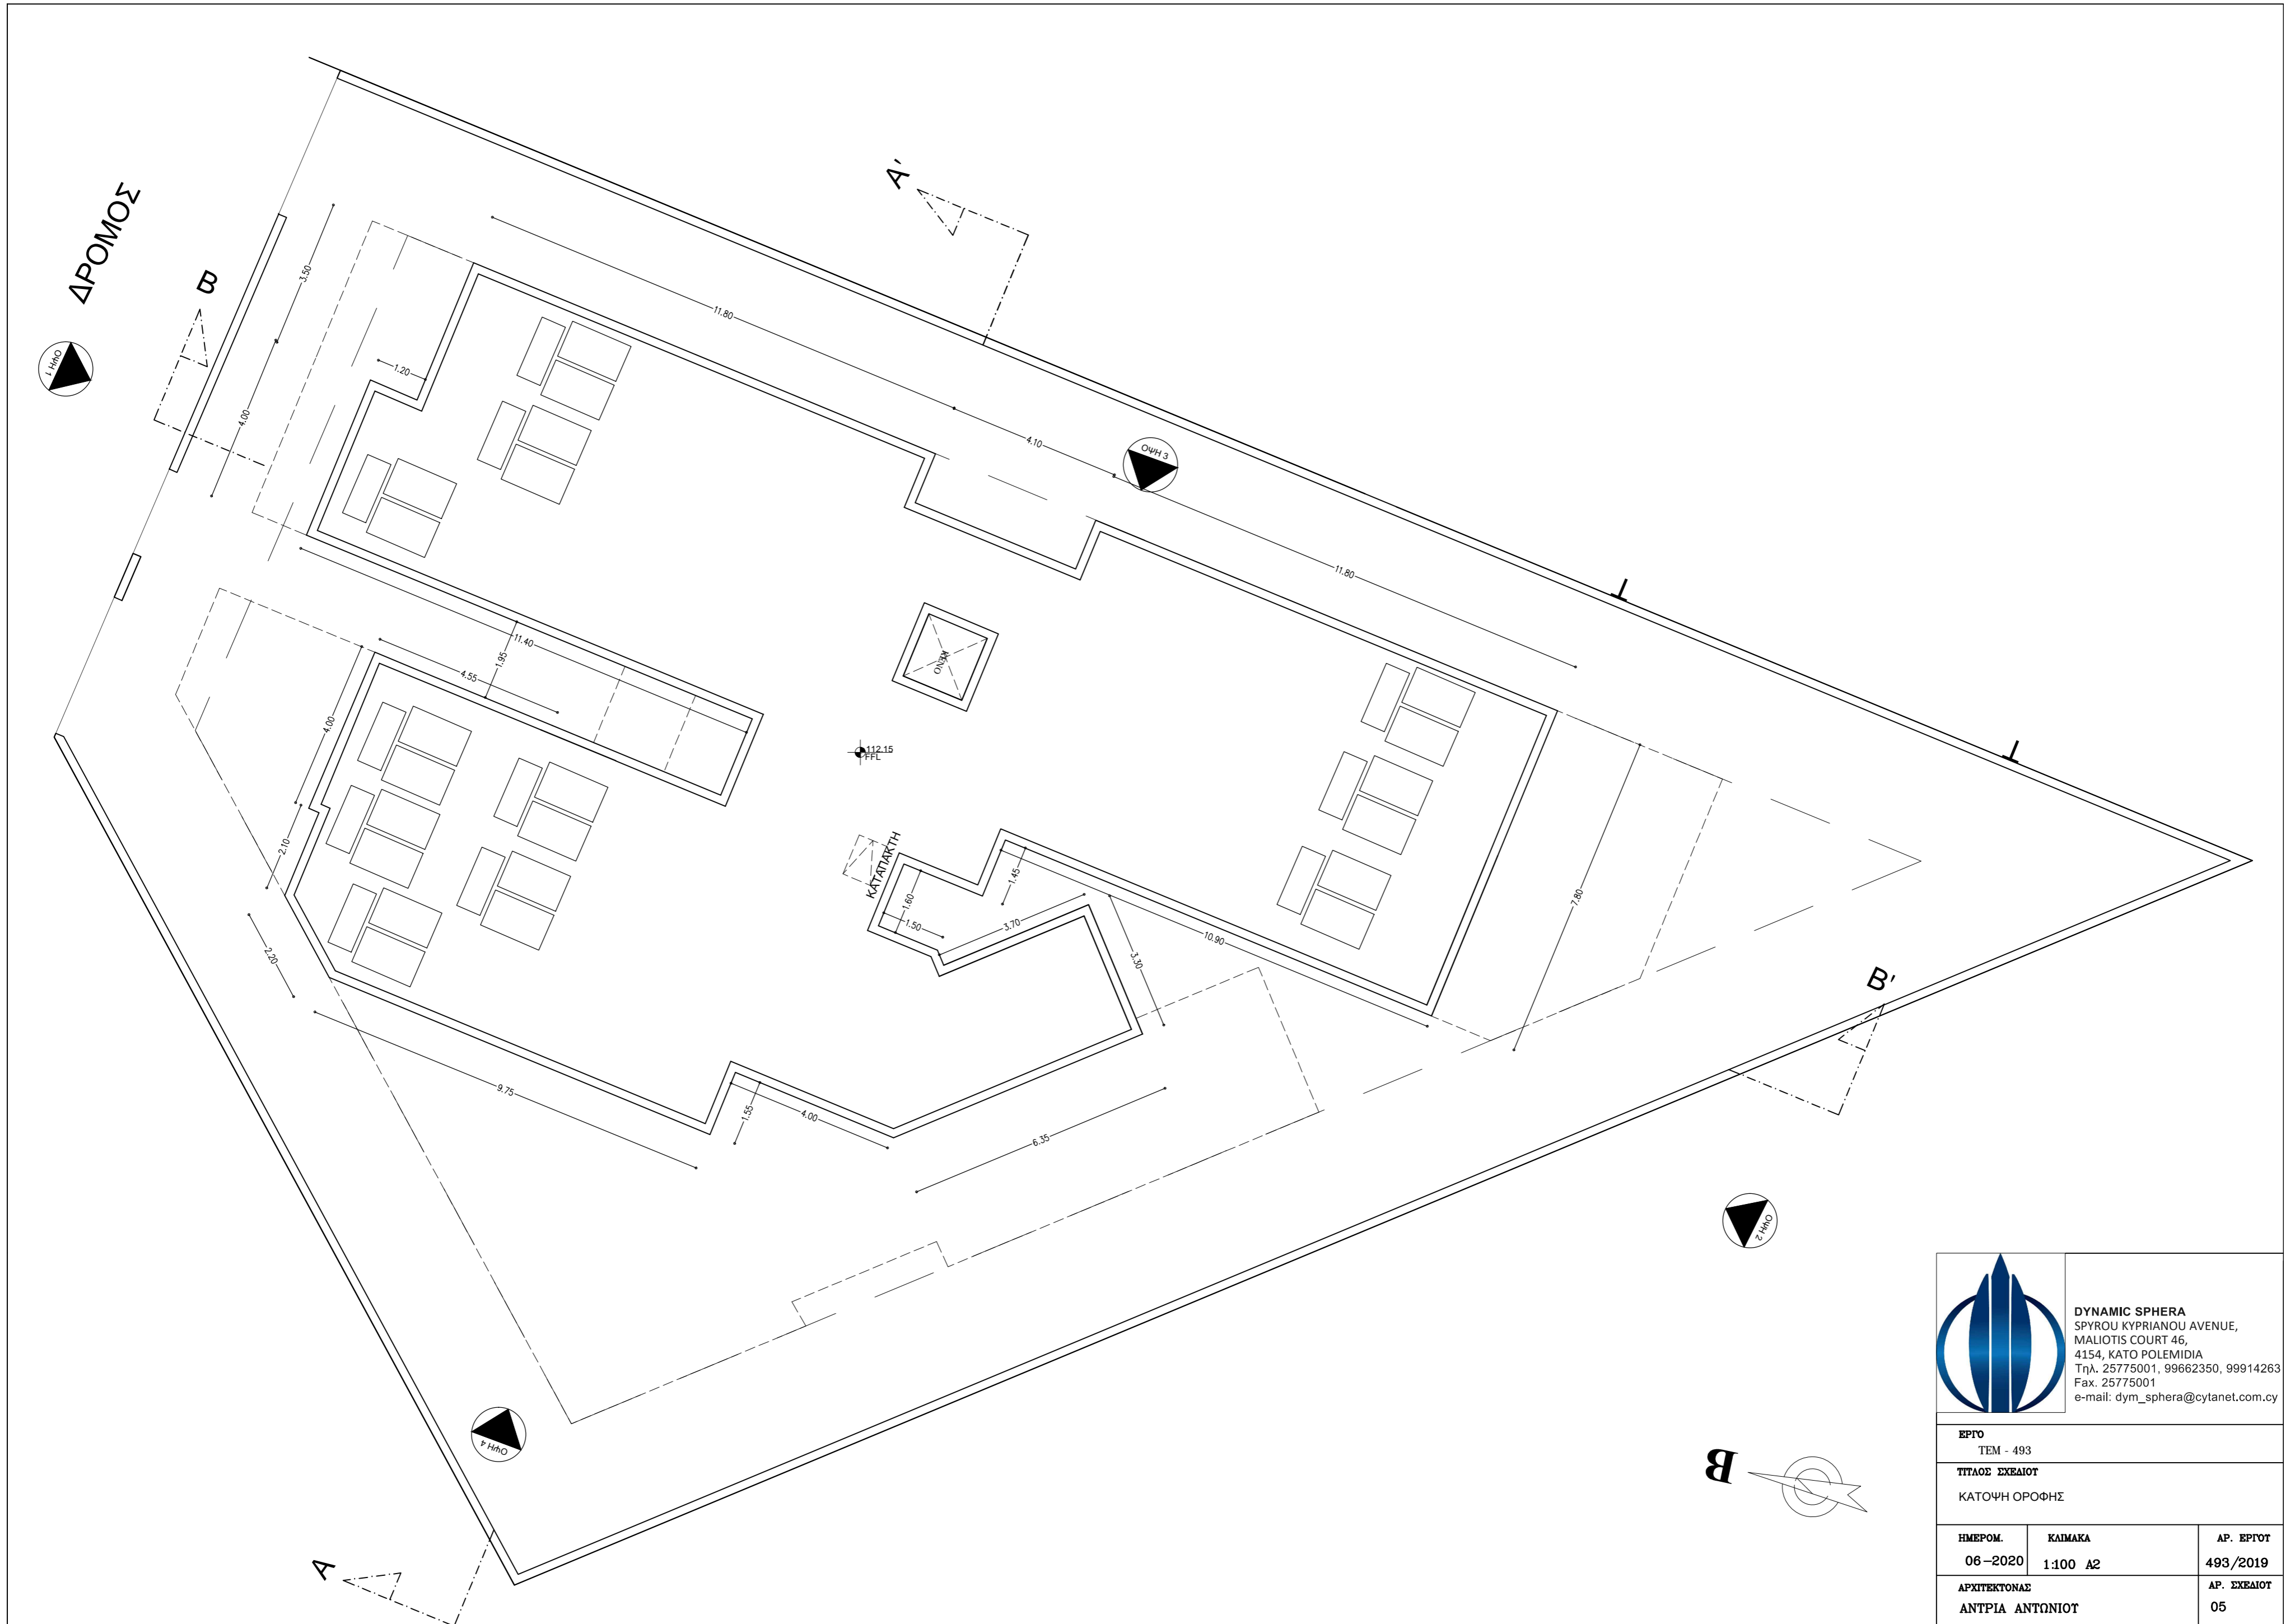 ΔΡΟΜΟΣ
Α'
Β
ΟΨΗ 1
3.50
4.00
1.20
11.80
4.10
ΟΨΗ 3
11.80
Τ
Τ
11.40
4.55
1.95
ΚΕΝΟ
4.00
2.10
2.20
112.15
FFL
ΚΑΤΑΠΑΚΤΗ
1.60
1.50
1.45
3.70
10.90
3.30
7.80
Β'
9.75
1.55
4.00
6.35
ΟΨΗ 2
ΟΨΗ 4
Α
Β
DYNAMIC SPHERA
SPYROU KYPRIANOU AVENUE,
MALIOTIS COURT 46,
4154, KATO POLEMIDIA
Τηλ. 25775001, 99662350, 99914263
Fax. 25775001
e-mail: dym_sphera@cytanet.com.cy
ΕΡΓΟ
ΤΕΜ - 493
ΤΙΤΛΟΣ ΣΧΕΔΙΟΥ
ΚΑΤΟΨΗ ΟΡΟΦΗΣ
ΗΜΕΡΟΜ. ΚΛΙΜΑΚΑ ΑΡ. ΕΡΓΟΥ
06-2020 1:100 A2 493/2019
ΑΡΧΙΤΕΚΤΟΝΑΣ ΑΡ. ΣΧΕΔΙΟΥ
ΑΝΤΡΙΑ ΑΝΤΩΝΙΟΥ 05